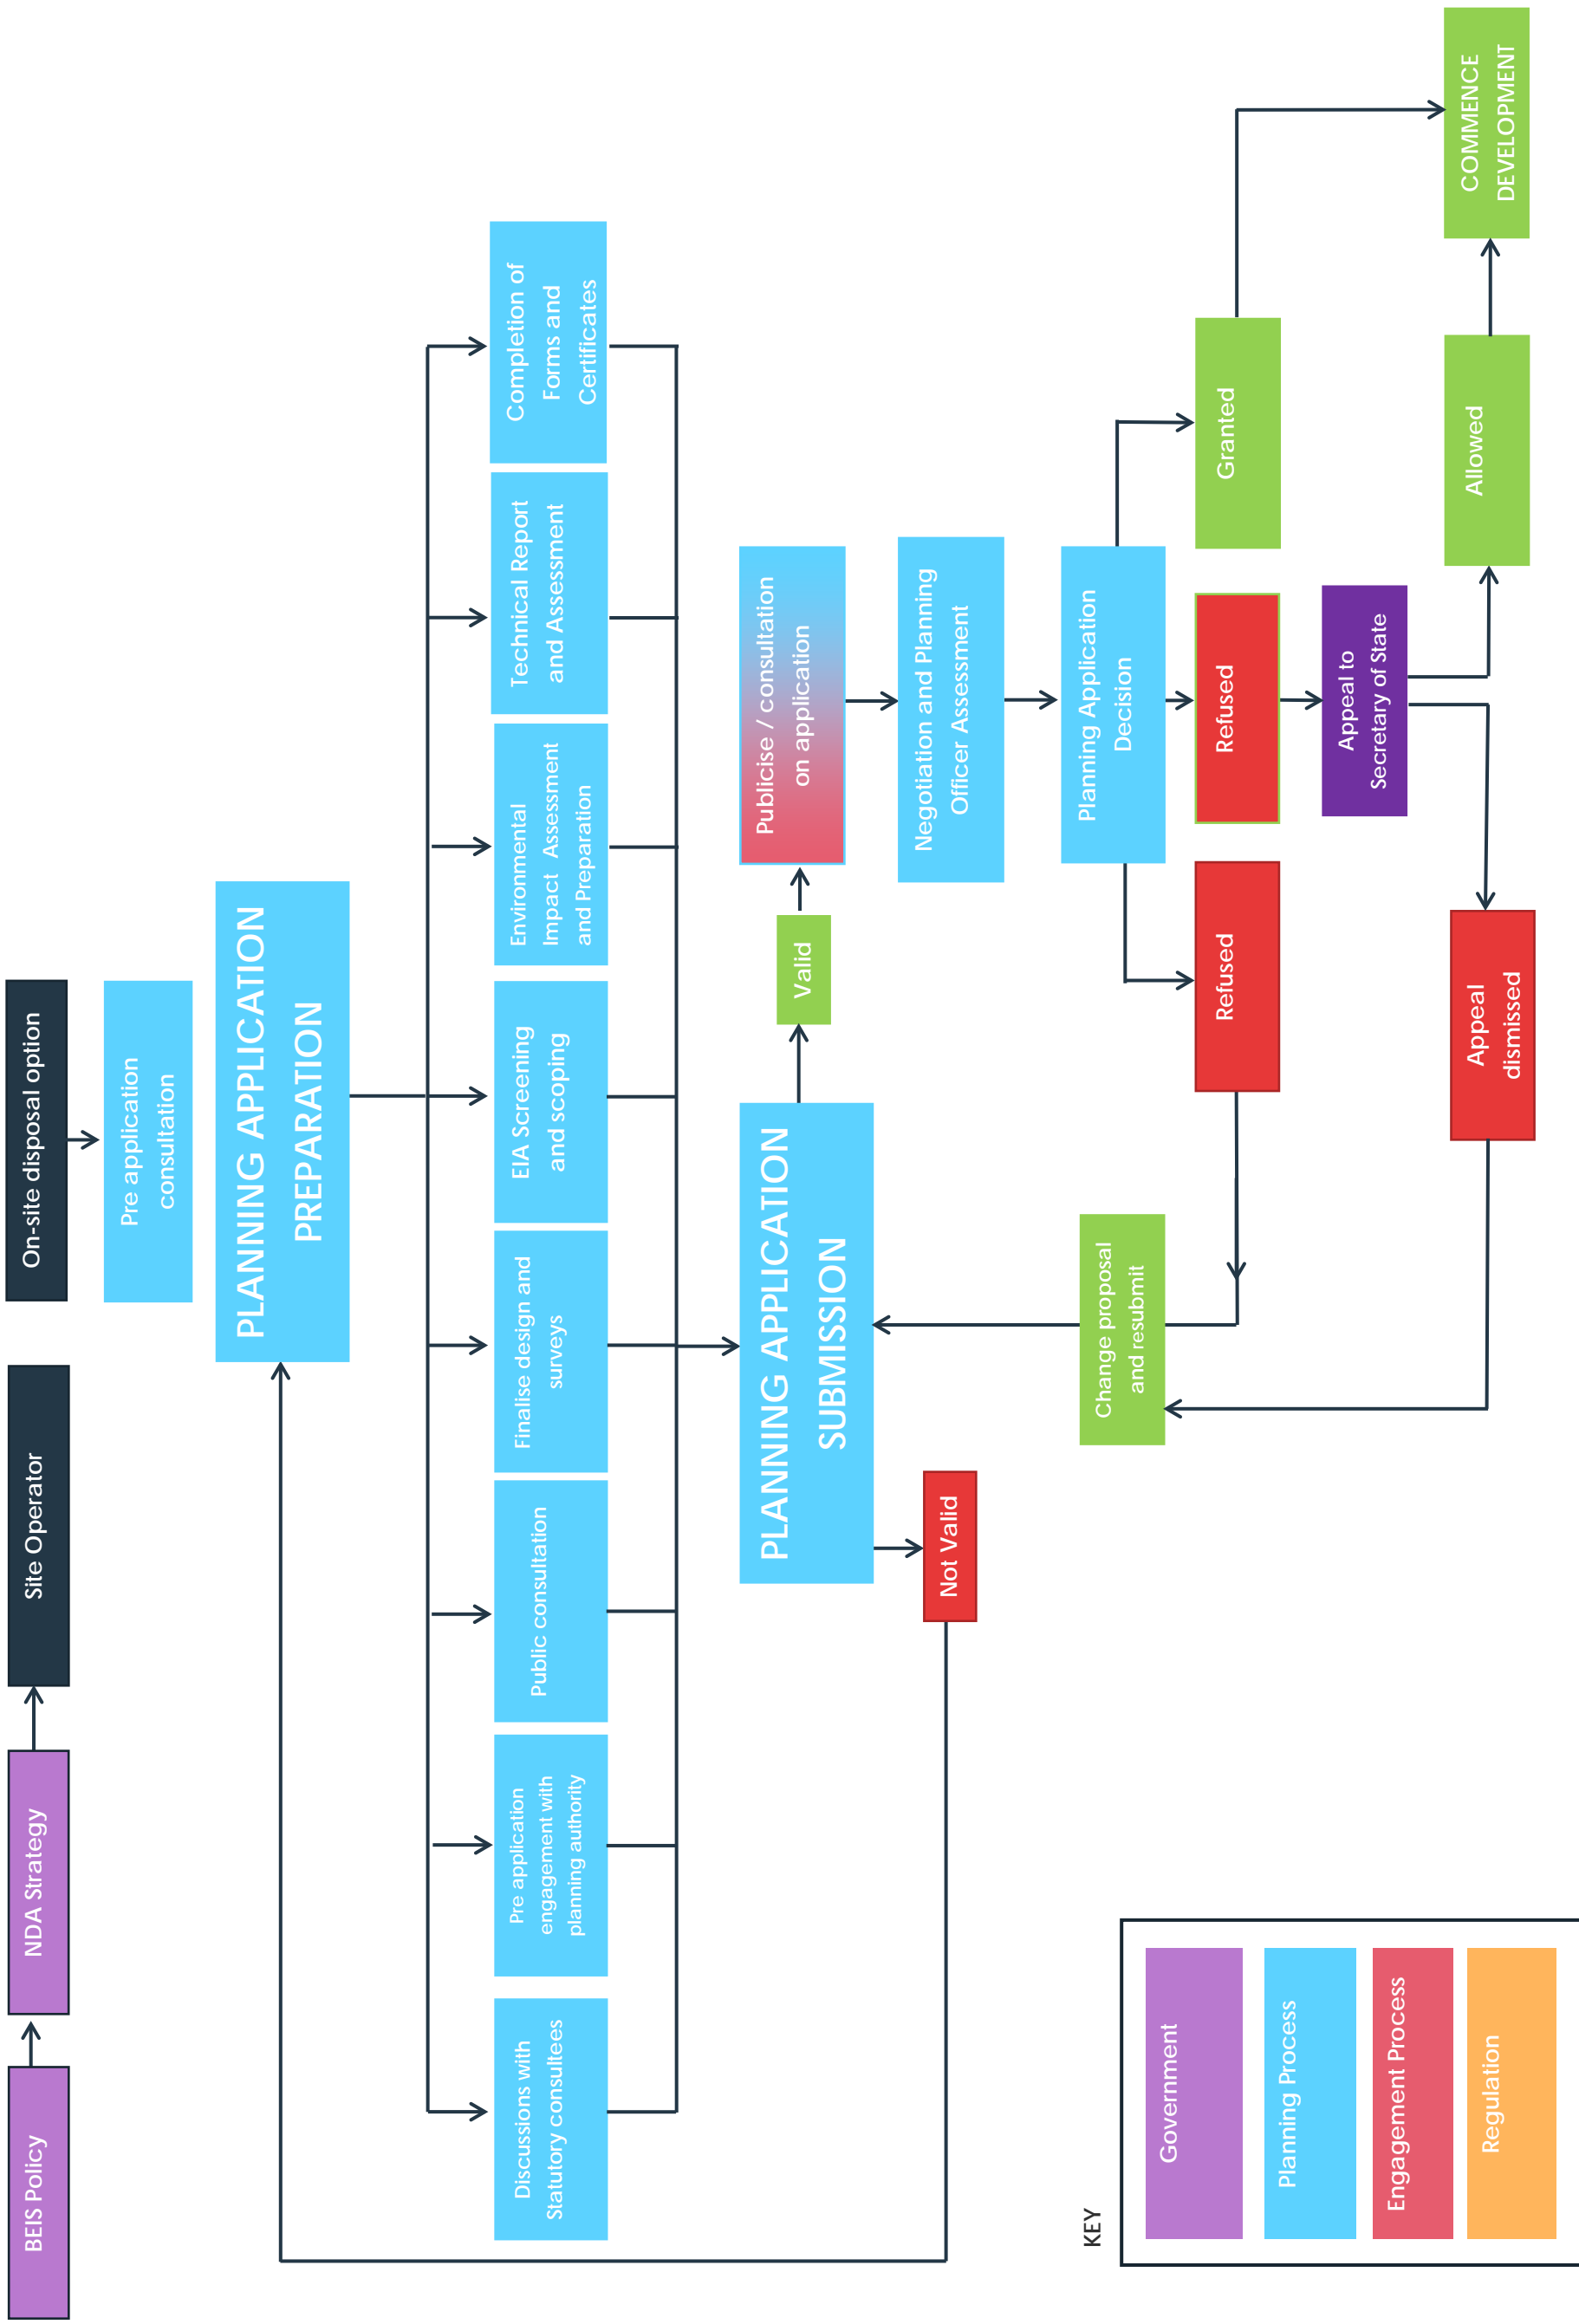 BEIS Policy
NDA Strategy
Site Operator
On-site disposal option
Pre application
consultation
PLANNING APPLICATION
PREPARATION
Discussions with
Statutory consultees
Pre application
engagement with
planning authority
Public consultation
Finalise design and
surveys
EIA Screening
and scoping
Environmental
Impact Assessment
and Preparation
Technical Report
and Assessment
Completion of
Forms and
Certificates
PLANNING APPLICATION
SUBMISSION
Valid
Publicise / consultation
on application
Not Valid
Negotiation and Planning
Officer Assessment
Planning Application
Decision
Change proposal
and resubmit
Refused
Refused
Granted
Appeal to
Secretary of State
Appeal
dismissed
Allowed
COMMENCE
DEVELOPMENT
KEY
Government
Planning Process
Engagement Process
Regulation